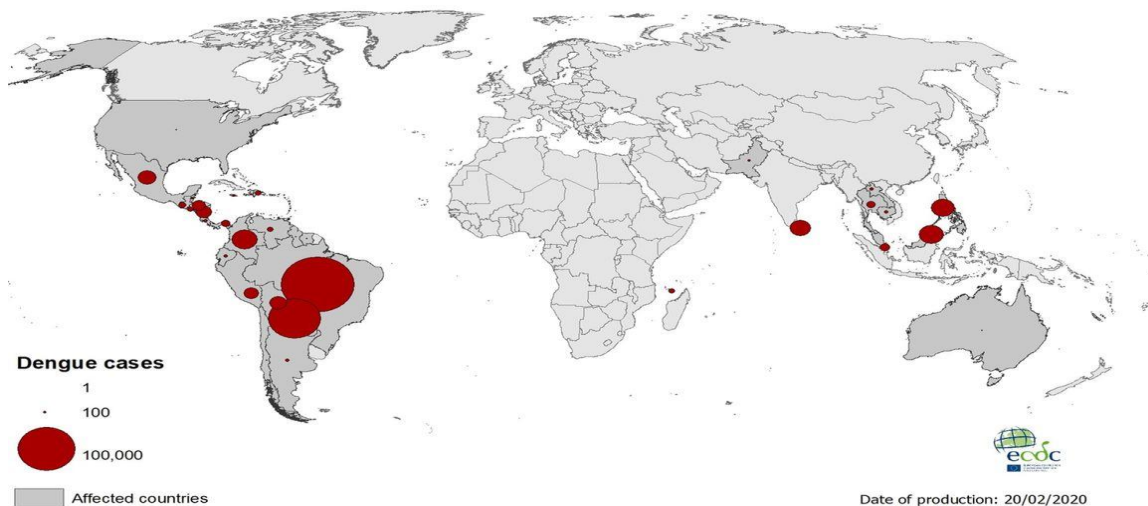 Dengue cases
1
100
100,000
Affected countries
ecdc
Date of production: 20/02/2020